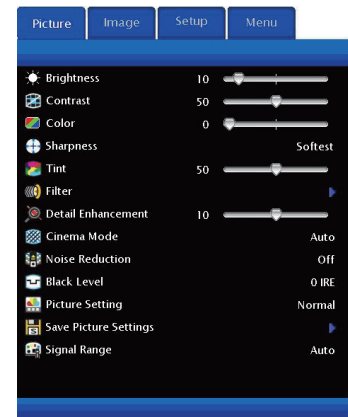 Picture Image Setup Menu
Brightness 10
Contrast 50
Color 0
Sharpness Softest
Tint 50
Filter
Detail Enhancement 10
Cinema Mode Auto
Noise Reduction Off
Black Level 0 IRE
Picture Setting Normal
Save Picture Settings
Signal Range Auto